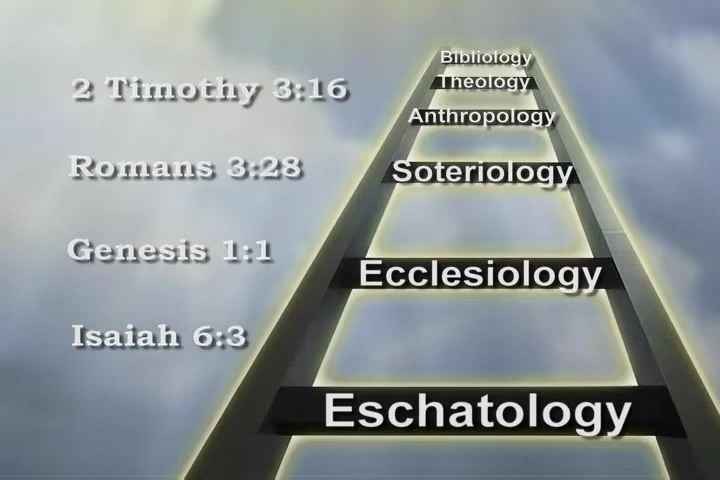 2 Timothy 3:16
Romans 3:28
Genesis 1:1
Isaiah 6:3
Bibliology
Theology
Anthropology
Soteriology
Ecclesiology
Eschatology